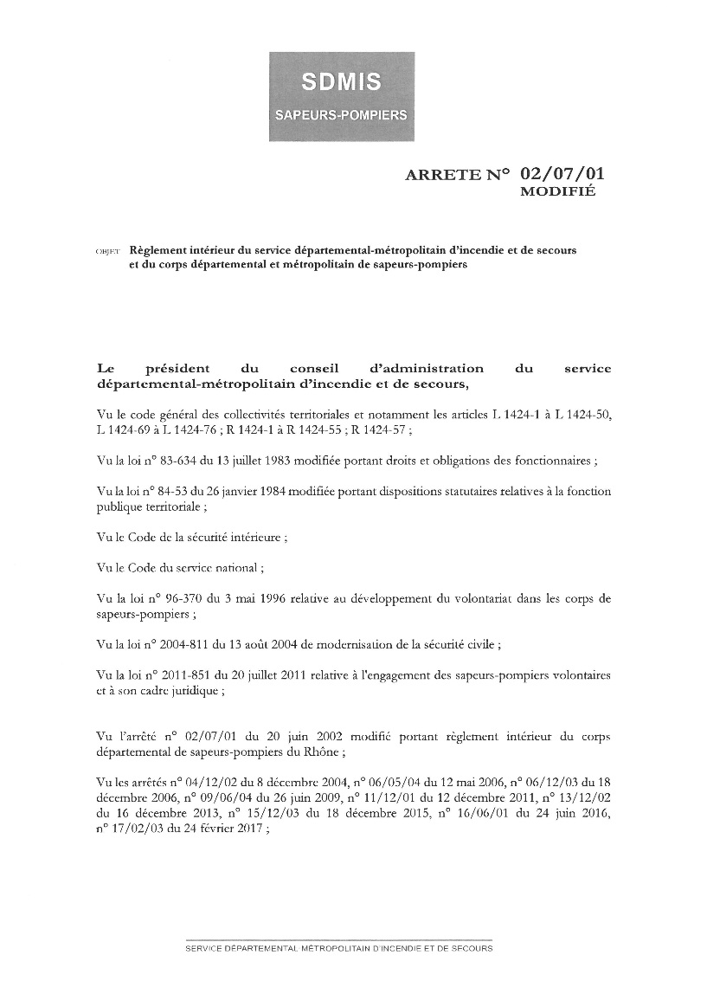 SDMIS
SAPEURS-POMPIERS
ARRETE N° 02/07/01
MODIFIÉ
OBJET Règlement intérieur du service départemental-métropolitain d'incendie et de secours
et du corps départemental et métropolitain de sapeurs-pompiers
Le président du conseil d'administration du service
départemental-métropolitain d'incendie et de secours,
Vu le code général des collectivités territoriales et notamment les articles L 1424-1 à L 1424-50,
L 1424-69 à L 1424-76 ; R 1424-1 à R 1424-55 ; R 1424-57 ;
Vu la loi n° 83-634 du 13 juillet 1983 modifiée portant droits et obligations des fonctionnaires ;
Vu la loi n° 84-53 du 26 janvier 1984 modifiée portant dispositions statutaires relatives à la fonction
publique territoriale ;
Vu le Code de la sécurité intérieure ;
Vu le Code du service national ;
Vu la loi n° 96-370 du 3 mai 1996 relative au développement du volontariat dans les corps de
sapeurs-pompiers ;
Vu la loi n° 2004-811 du 13 août 2004 de modernisation de la sécurité civile ;
Vu la loi n° 2011-851 du 20 juillet 2011 relative à l'engagement des sapeurs-pompiers volontaires
et à son cadre juridique ;
Vu l'arrêté n° 02/07/01 du 20 juin 2002 modifié portant règlement intérieur du corps
départemental de sapeurs-pompiers du Rhône ;
Vu les arrêtés n° 04/12/02 du 8 décembre 2004, n° 06/05/04 du 12 mai 2006, n° 06/12/03 du 18
décembre 2006, n° 09/06/04 du 26 juin 2009, n° 11/12/01 du 12 décembre 2011, n° 13/12/02
du 16 décembre 2013, n° 15/12/03 du 18 décembre 2015, n° 16/06/01 du 24 juin 2016,
n° 17/02/03 du 24 février 2017 ;
SERVICE DÉPARTEMENTAL-MÉTROPOLITAIN D'INCENDIE ET DE SECOURS